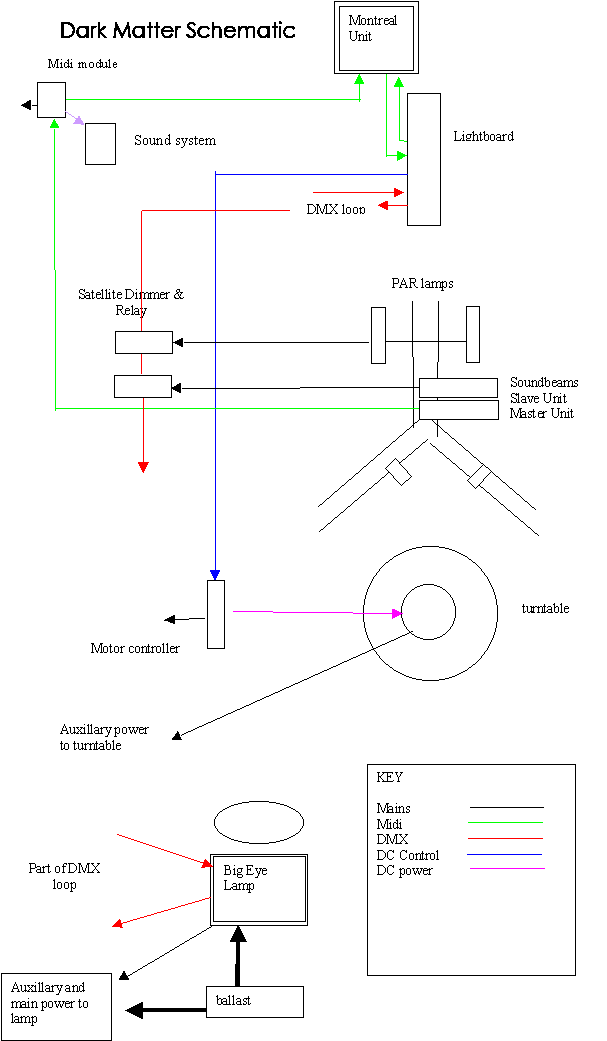 Dark Matter Schematic
Montreal
Unit
Midi module
Sound system
Lightboard
DMX loop
PAR lamps
Satellite Dimmer &
Relay
Soundbeams
Slave Unit
Master Unit
turntable
Motor controller
Auxillary power
to turntable
KEY
Mains
Midi
DMX
DC Control
DC power
Part of DMX
loop
Big Eye
Lamp
Auxillary and
main power to
lamp
ballast